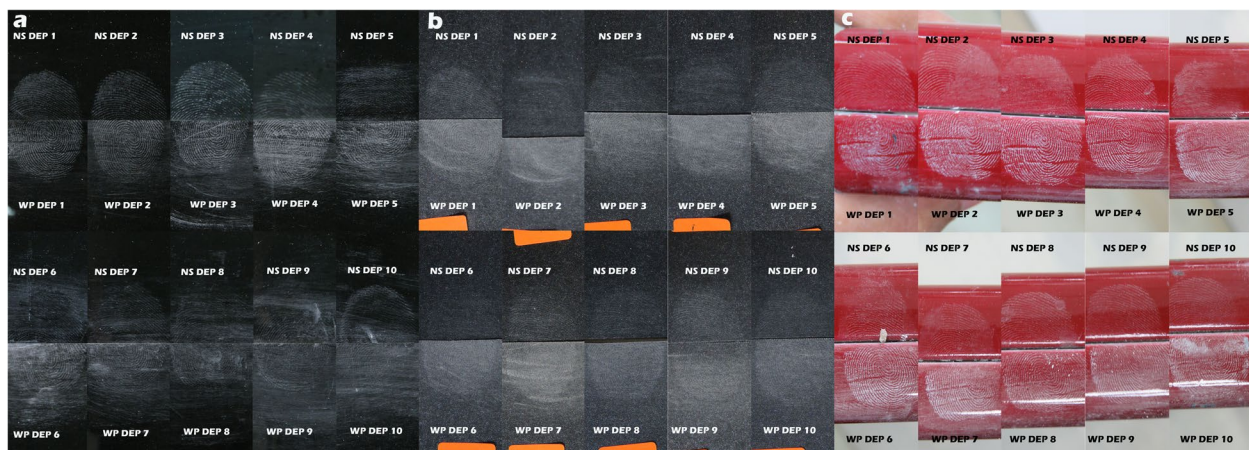 a
NS DEP 1 NS DEP 2 NS DEP 3 NS DEP 4 NS DEP 5
WP DEP 1 WP DEP 2 WP DEP 3 WP DEP 4 WP DEP 5
NS DEP 6 NS DEP 7 NS DEP 8 NS DEP 9 NS DEP 10
WP DEP 6 WP DEP 7 WP DEP 8 WP DEP 9 WP DEP 10
b
NS DEP 1 NS DEP 2 NS DEP 3 NS DEP 4 NS DEP 5
WP DEP 1 WP DEP 2 WP DEP 3 WP DEP 4 WP DEP 5
NS DEP 6 NS DEP 7 NS DEP 8 NS DEP 9 NS DEP 10
WP DEP 6 WP DEP 7 WP DEP 8 WP DEP 9 WP DEP 10
c
NS DEP 1 NS DEP 2 NS DEP 3 NS DEP 4 NS DEP 5
WP DEP 1 WP DEP 2 WP DEP 3 WP DEP 4 WP DEP 5
NS DEP 6 NS DEP 7 NS DEP 8 NS DEP 9 NS DEP 10
WP DEP 6 WP DEP 7 WP DEP 8 WP DEP 9 WP DEP 10